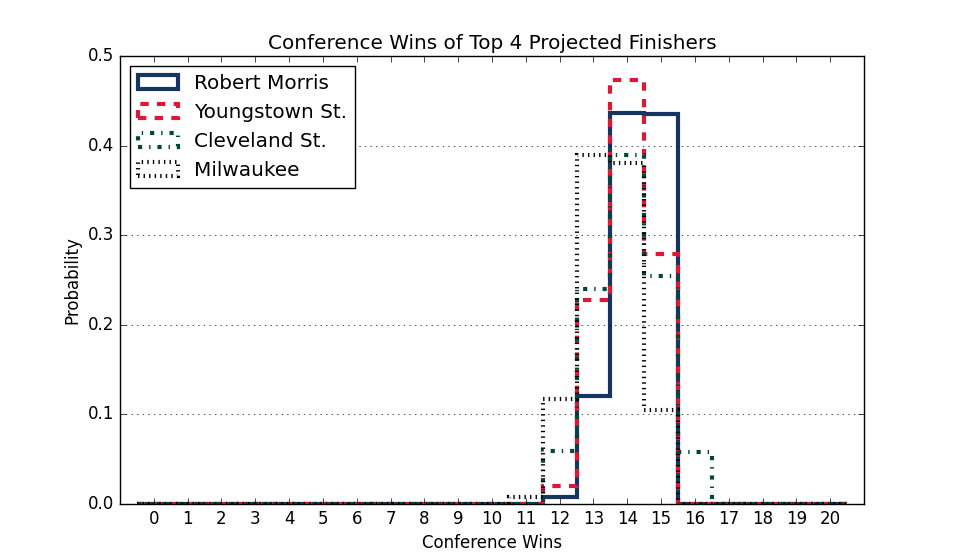 Conference Wins of Top 4 Projected Finishers
Robert Morris
Youngstown St.
Cleveland St.
Milwaukee
Probability
0.5
0.4
0.3
0.2
0.1
0.0
0 1 2 3 4 5 6 7 8 9 10 11 12 13 14 15 16 17 18 19 20
Conference Wins